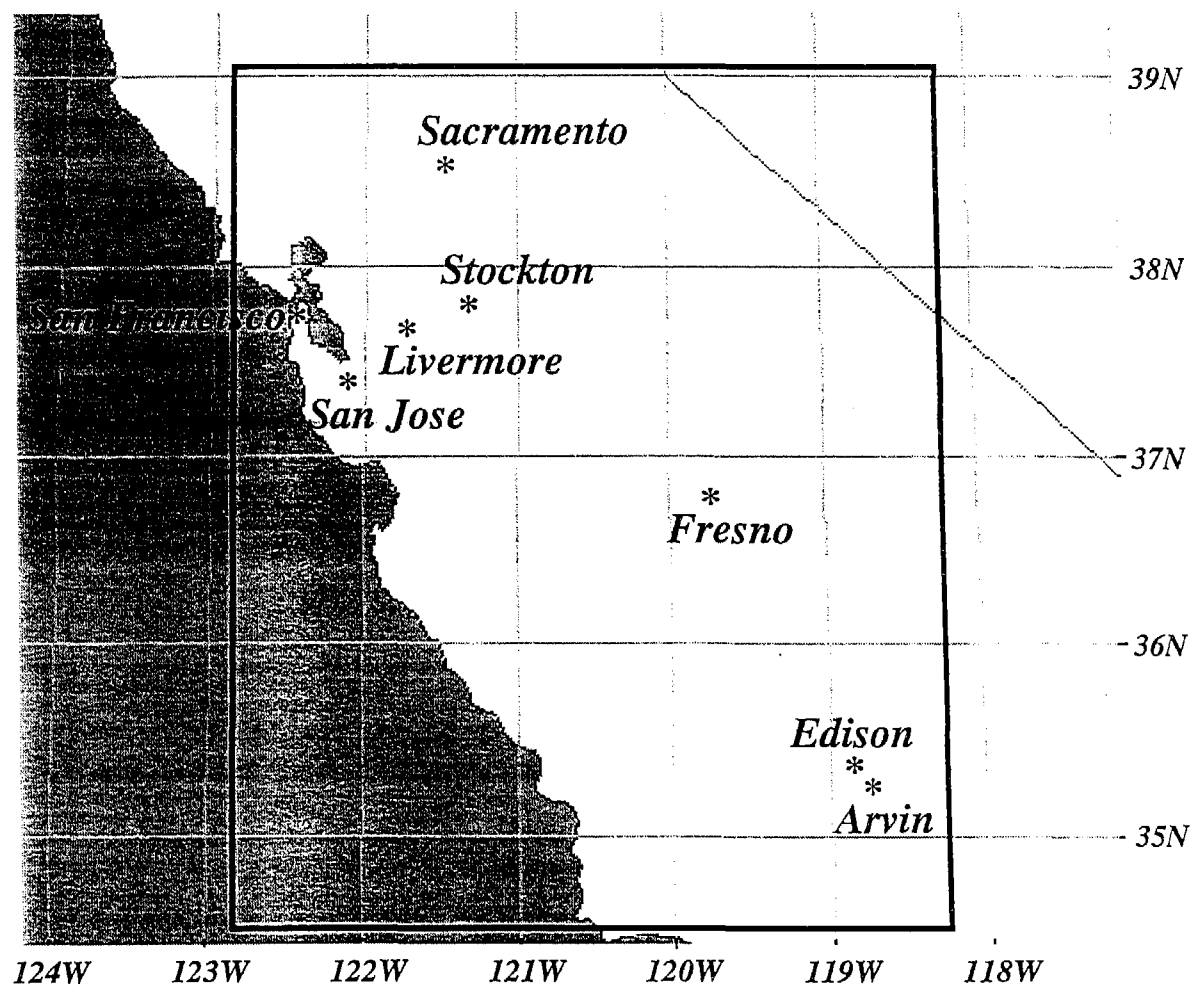 39N
Sacramento
*
38N
Stockton
*
San Francisco *
*
Livermore
*
San Jose
37N
*
Fresno
36N
Edison
*
*
Arvin
35N
124W 123W 122W 121W 120W 119W 118W